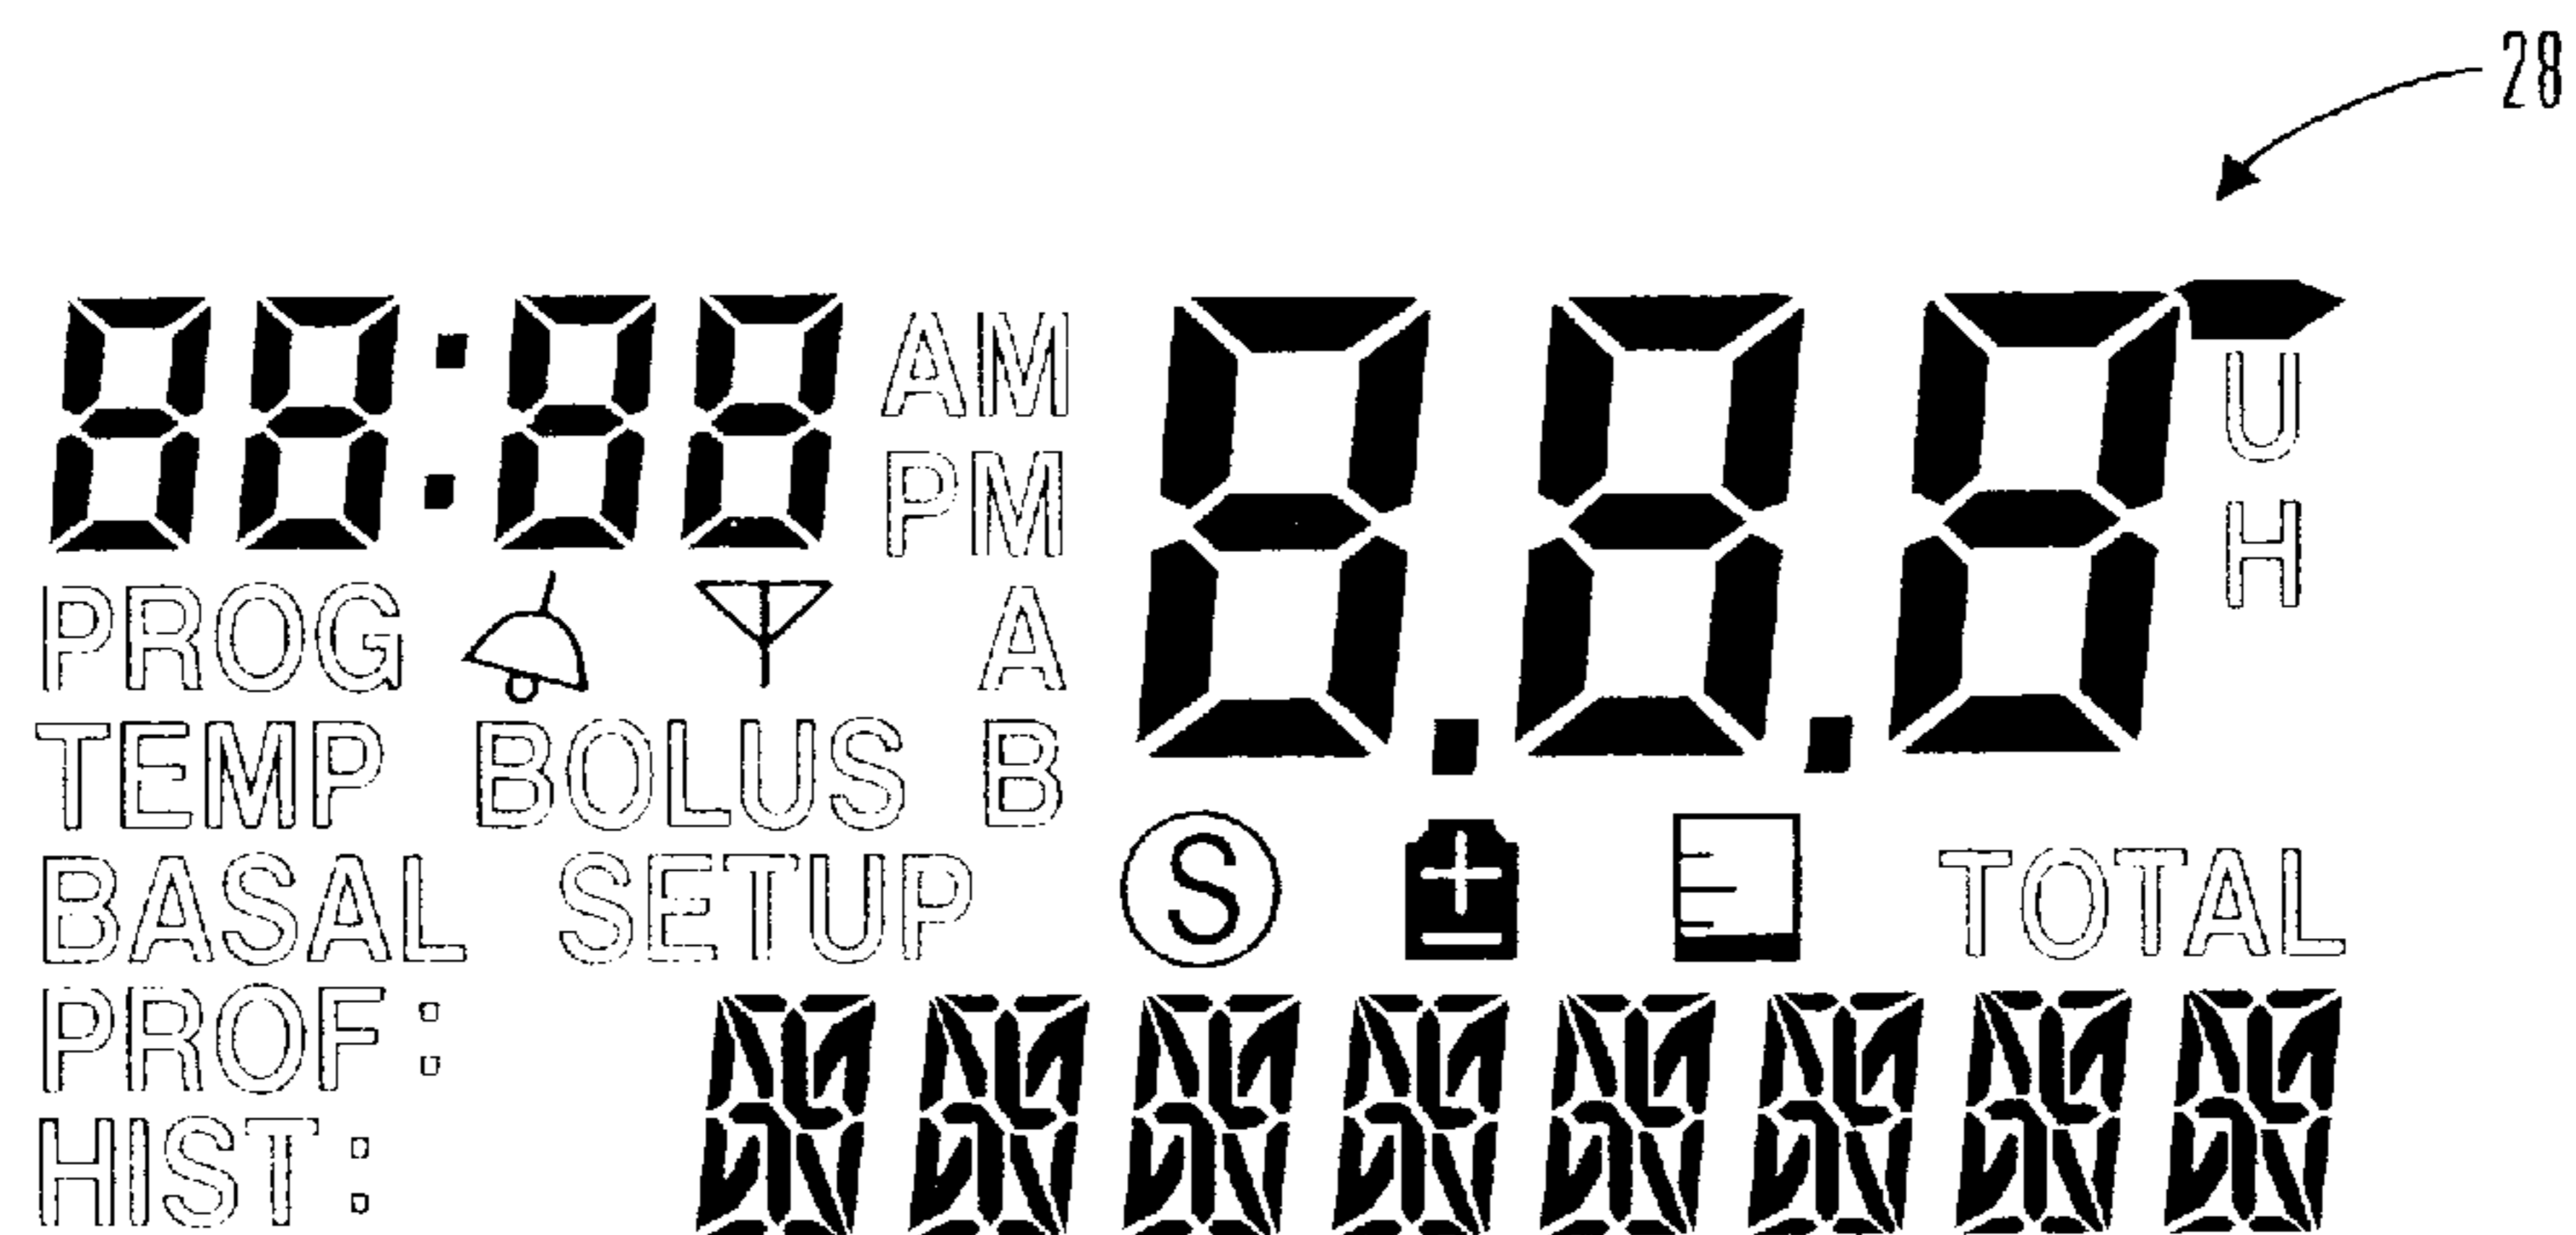 28
88:88 AM 8.8.8
U
PM H
PROG A
TEMP BOLUS B
BASAL SETUP S +- TOTAL
PROF:
HIST: